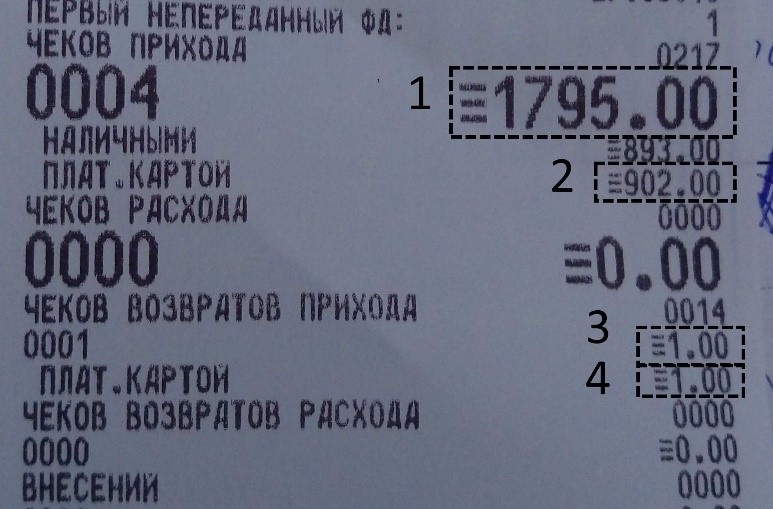 ПЕРВЫЙ НЕПЕРЕДАННЫЙ ФД: 1
ЧЕКОВ ПРИХОДА 0217
0004 1 ≡1795.00
НАЛИЧНЫМИ ≡893.00
ПЛАТ.КАРТОЙ 2 ≡902.00
ЧЕКОВ РАСХОДА 0000
0000 ≡0.00
ЧЕКОВ ВОЗВРАТОВ ПРИХОДА 0014
0001 3 ≡1.00
ПЛАТ.КАРТОЙ 4 ≡1.00
ЧЕКОВ ВОЗВРАТОВ РАСХОДА 0000
0000 ≡0.00
ВНЕСЕНИЙ 0000